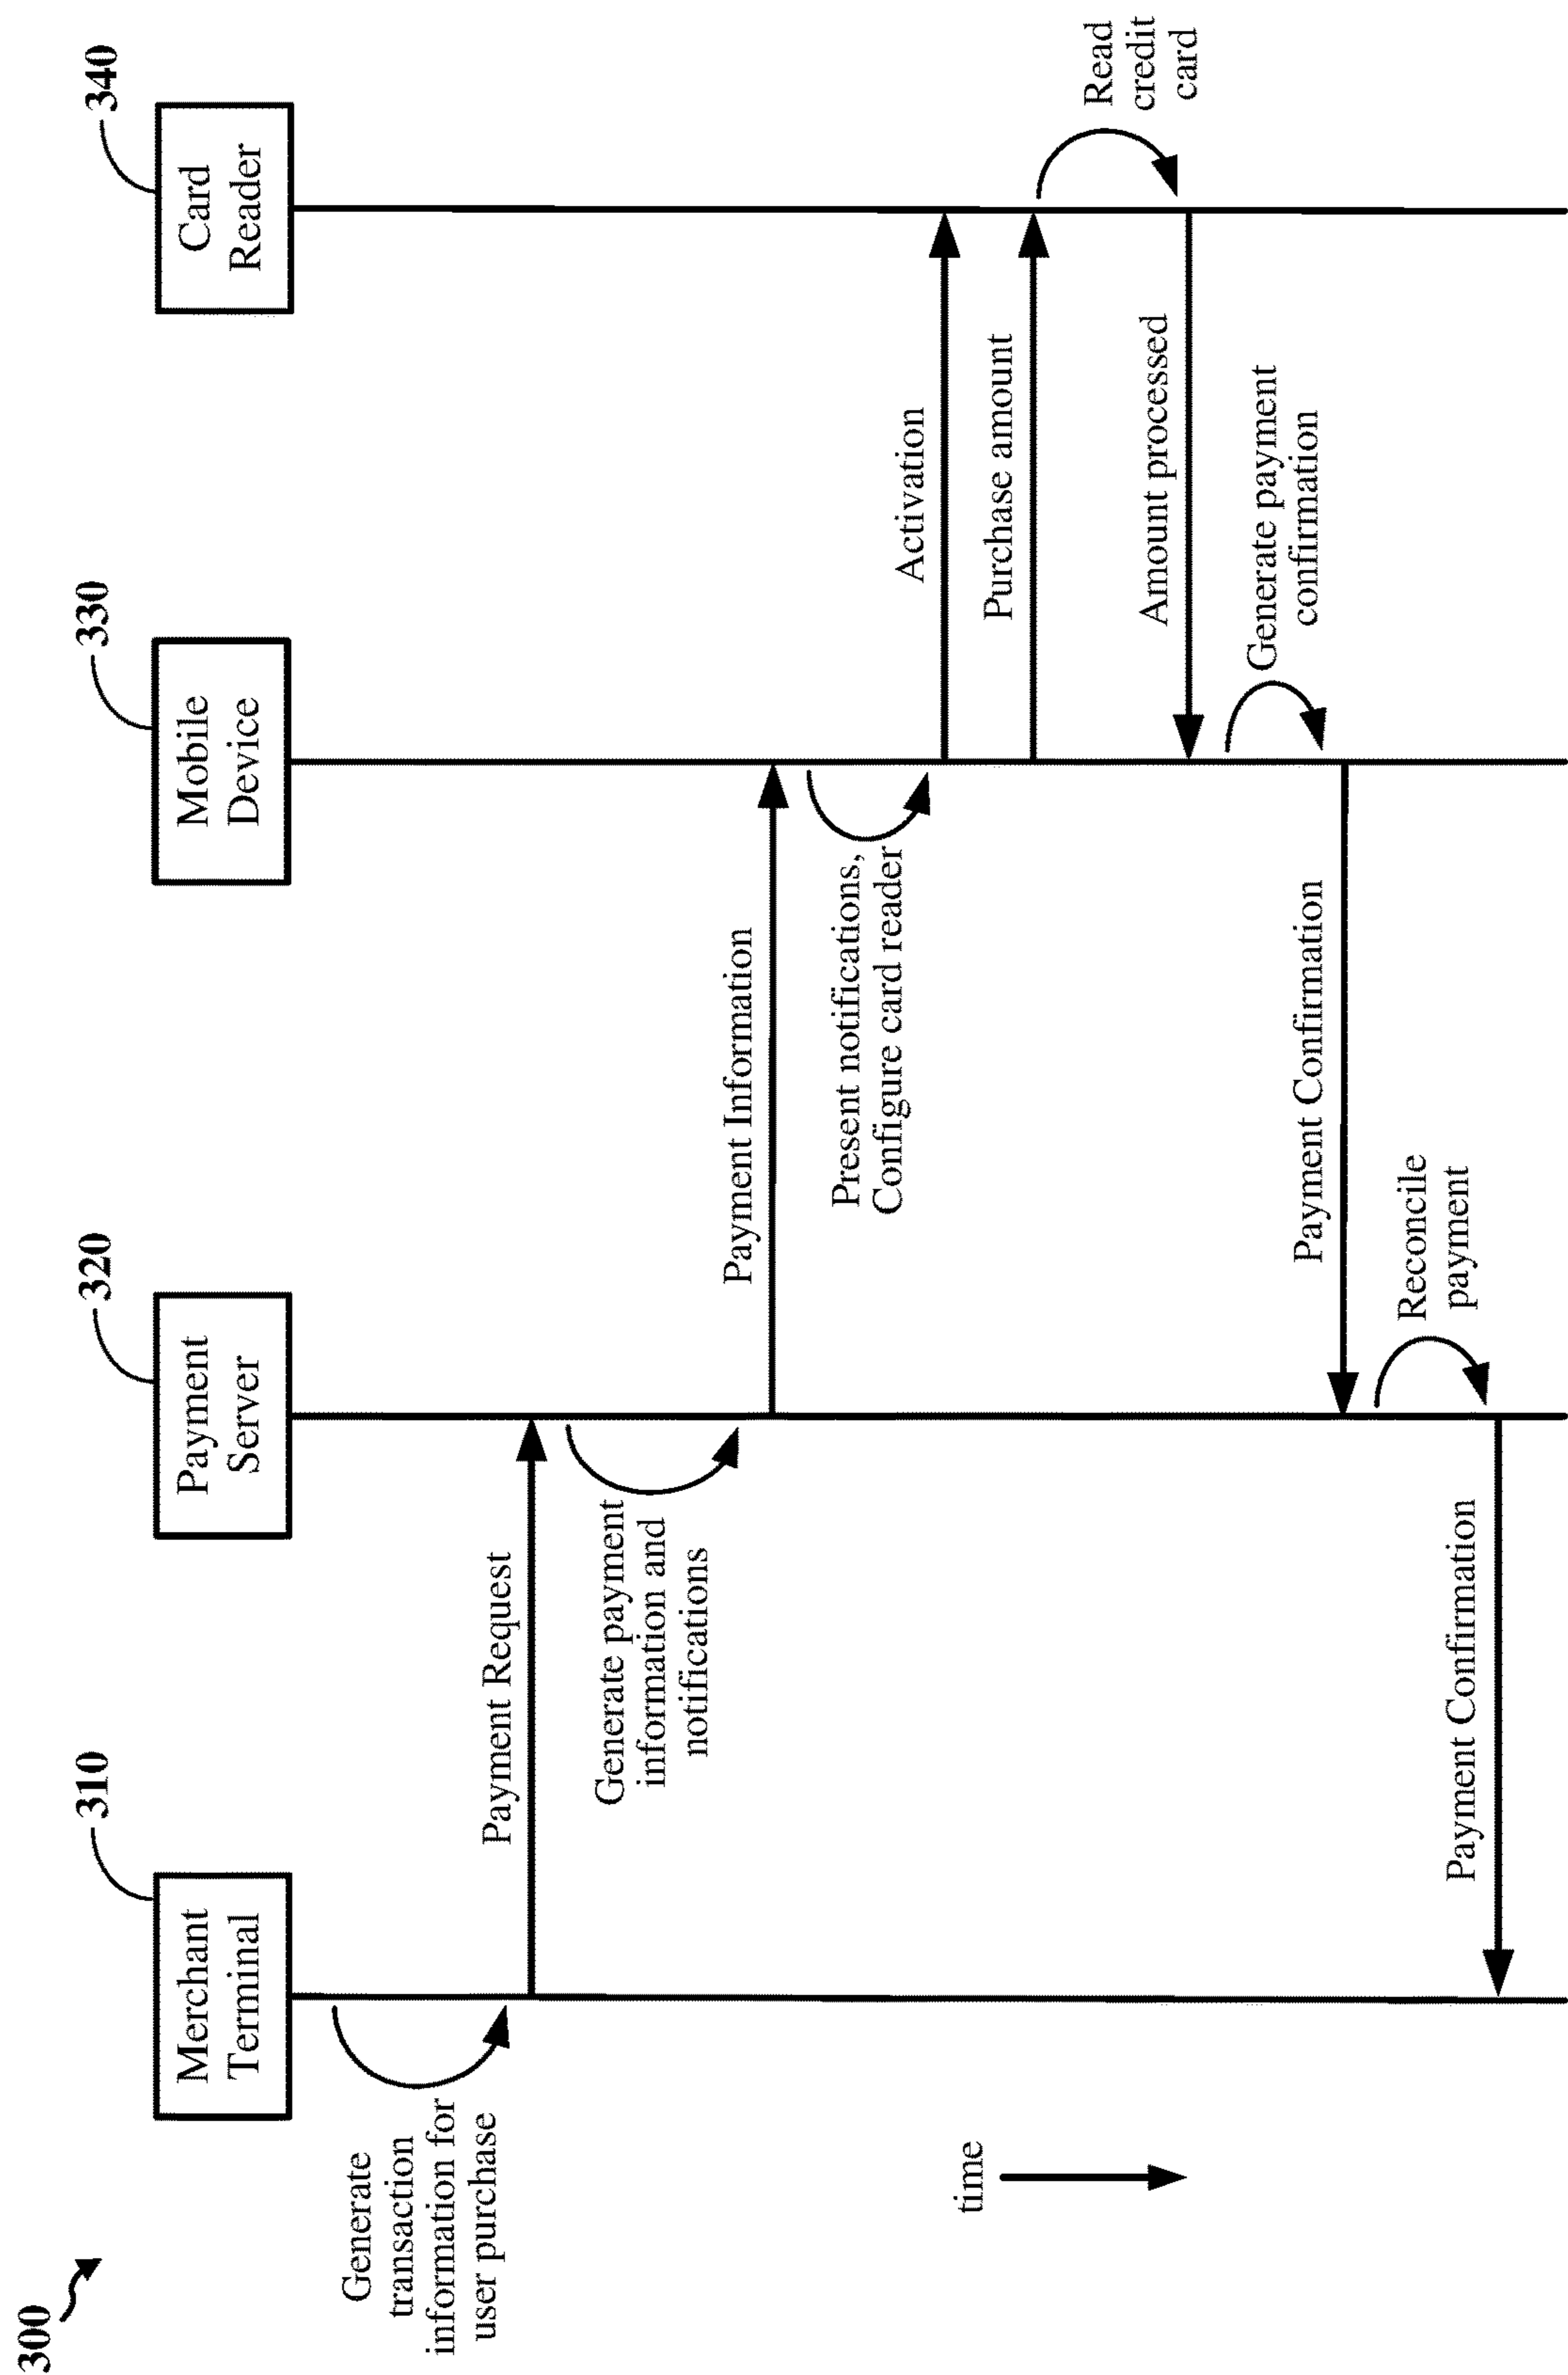 300
310
Merchant
Terminal
320
Payment
Server
330
Mobile
Device
340
Card
Reader
Generate
transaction
information for
user purchase
Payment Request
Generate payment
information and
notifications
Payment Information
Present notifications,
Configure card reader
Activation
Purchase amount
Read
credit
card
Amount processed
Generate payment
confirmation
Payment Confirmation
Reconcile
payment
Payment Confirmation
time